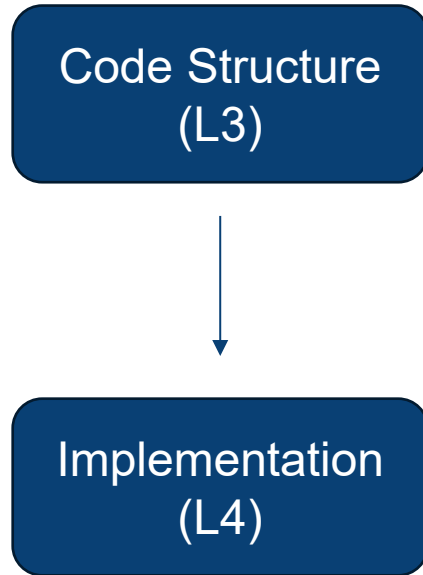 Code Structure
(L3)
Implementation
(L4)